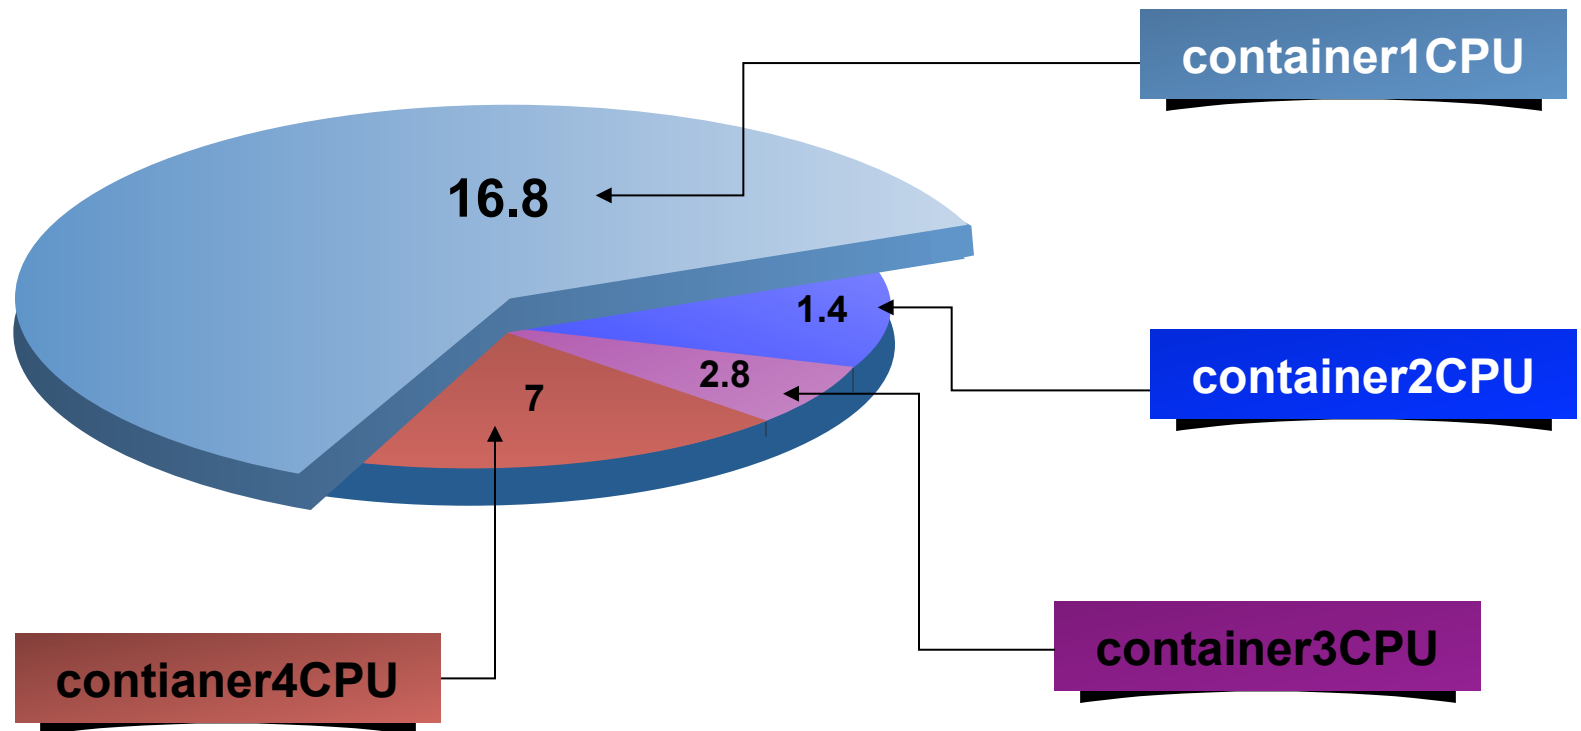 container1CPU
16.8
1.4
container2CPU
2.8
7
container3CPU
contianer4CPU